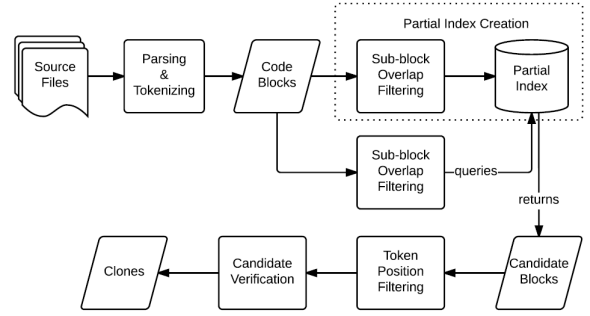 Partial Index Creation
Source
Files
Parsing
&
Tokenizing
Code
Blocks
Sub-block
Overlap
Filtering
Partial
Index
Sub-block
Overlap
Filtering
queries
returns
Clones
Candidate
Verification
Token
Position
Filtering
Candidate
Blocks